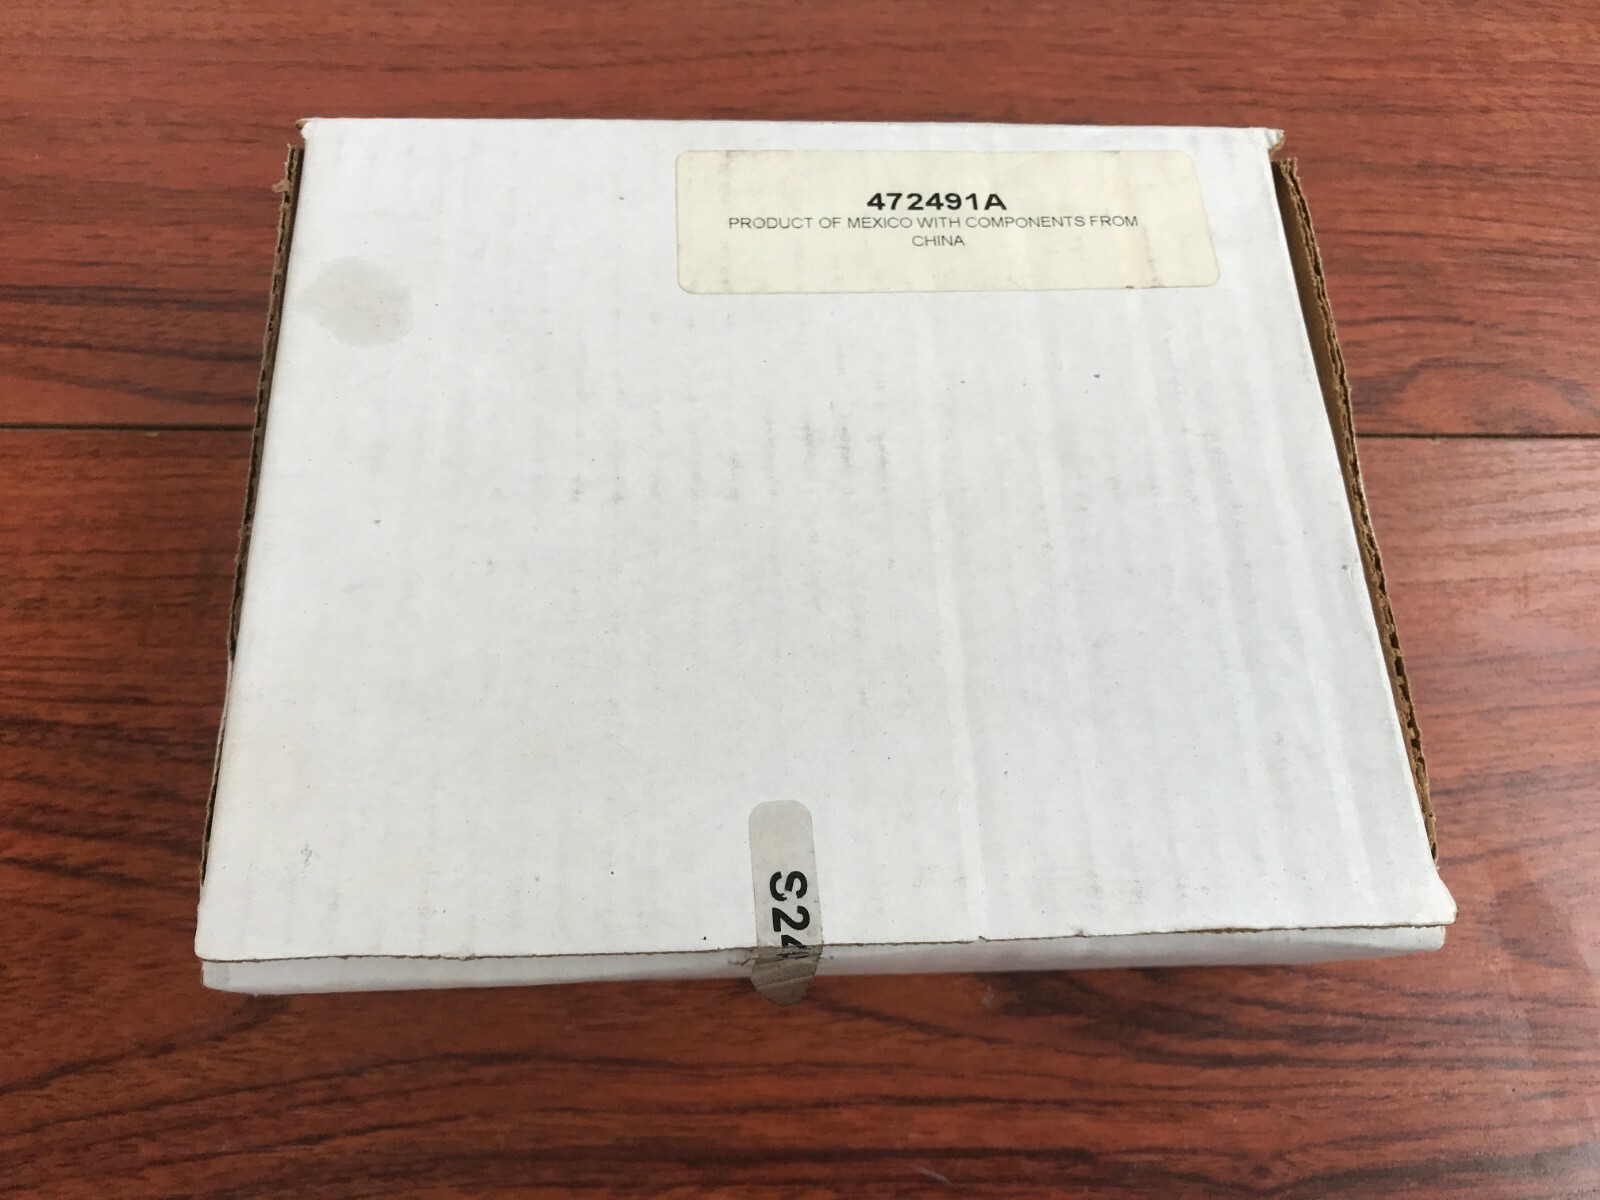 472491A
PRODUCT OF MEXICO WITH COMPONENTS FROM
CHINA
S24